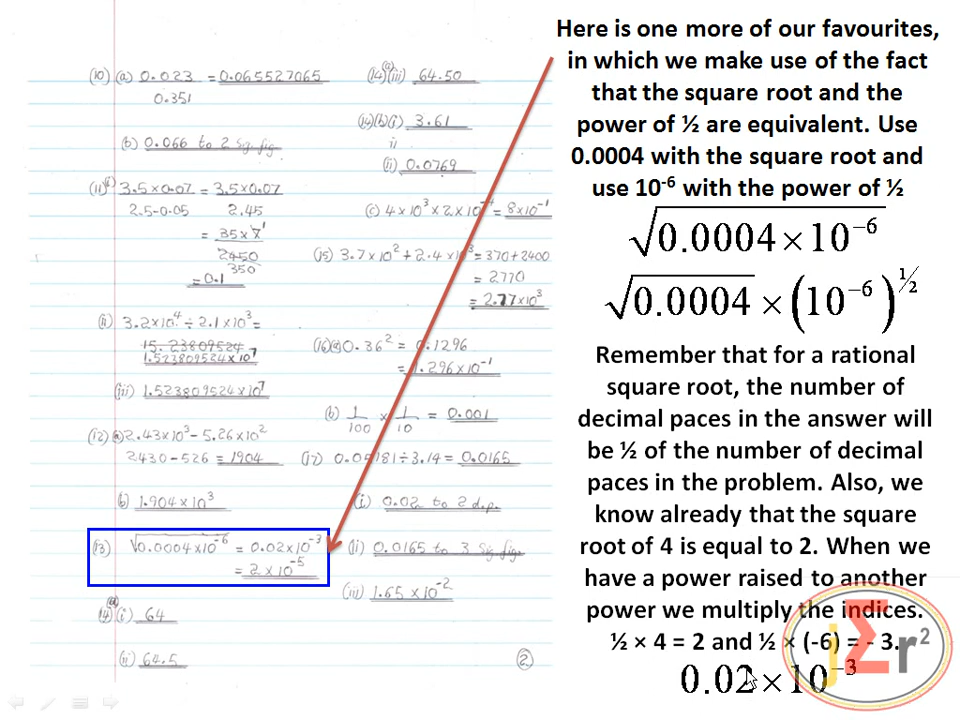 (10) (a) 0.023 = 0.065527065
0.351
(b) 0.066 to 2 sig. fig.
(11)(i) 3.5×0.07 = 3.5×0.07
2.5-0.05 2.45
= 35 × 7 1
2450
350
= 0.1
(ii) 3.2×10⁴ ÷ 2.1×10³ =
15.23809524
1.523809524×10⁷
(iii) 1.523809524×10⁷
(12) (a) 2.43×10³ - 5.26×10²
2430 - 526 = 1904
(b) 1.904 × 10³
(13) √0.0004×10⁻⁶ = 0.02×10⁻³
= 2 × 10⁻⁵
(14)(a)(i) 64
(ii) 64.5
(14)(a)(iii) 64.50
(14)(b)(i) 3.61
ii
(ii) 0.0769
(c) 4×10³ × 2×10⁻⁴ = 8×10⁻¹
(15) 3.7×10² + 2.4×10³ = 370 + 2400
= 2770
= 2.77×10³
(16)(a) 0.36² = 0.1296
= 1.296×10⁻¹
(b) 1/100 × 1/10 = 0.001
(17) 0.05181 ÷ 3.14 = 0.0165
(i) 0.02 to 2 d.p.
(ii) 0.0165 to 3 sig. figs
(iii) 1.65 × 10⁻²
(2)
Here is one more of our favourites,
in which we make use of the fact
that the square root and the
power of ½ are equivalent. Use
0.0004 with the square root and
use 10⁻⁶ with the power of ½
√0.0004×10⁻⁶
√0.0004 × (10⁻⁶)^½
Remember that for a rational
square root, the number of
decimal paces in the answer will
be ½ of the number of decimal
paces in the problem. Also, we
know already that the square
root of 4 is equal to 2. When we
have a power raised to another
power we multiply the indices.
½ × 4 = 2 and ½ × (-6) = - 3.
0.02×10⁻³
jΣr²